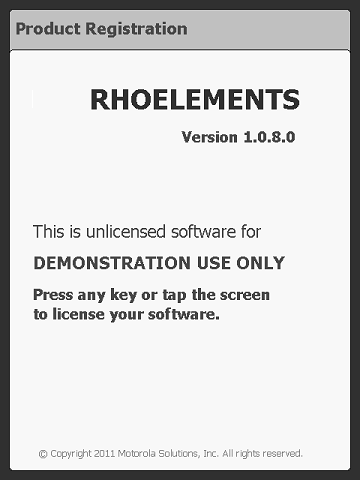 Product Registration
RHOELEMENTS
Version 1.0.8.0
This is unlicensed software for
DEMONSTRATION USE ONLY
Press any key or tap the screen
to license your software.
© Copyright 2011 Motorola Solutions, Inc. All rights reserved.